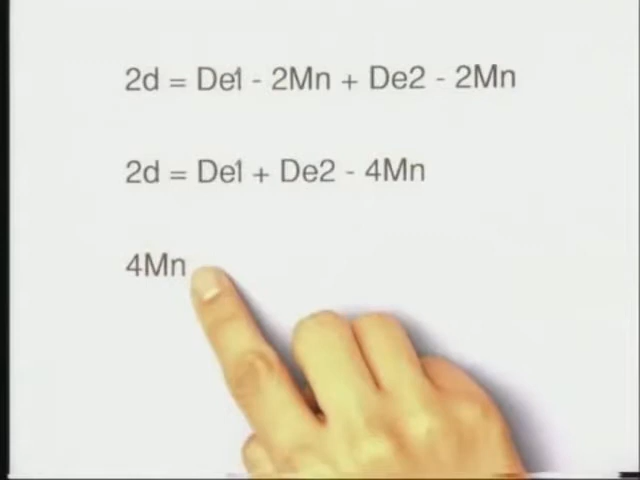 2d = De1 - 2Mn + De2 - 2Mn
2d = De1 + De2 - 4Mn
4Mn